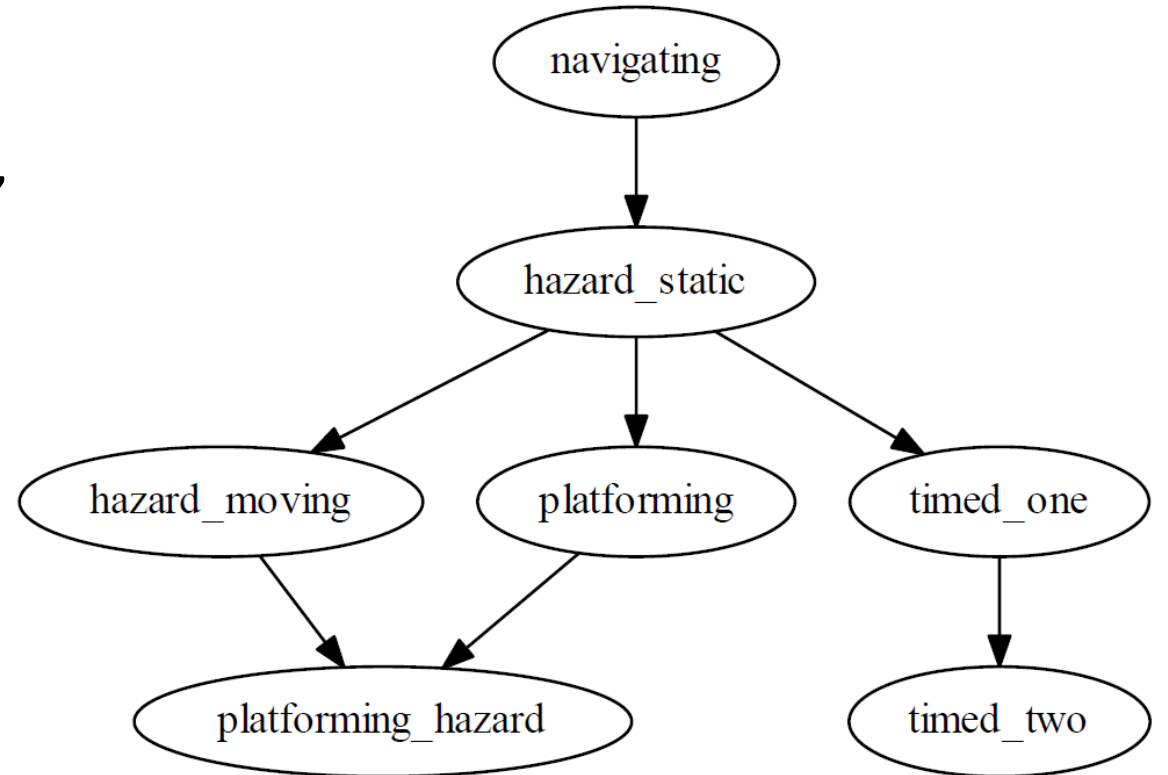 navigating
,
hazard_static
hazard_moving
platforming
timed_one
platforming_hazard
timed_two